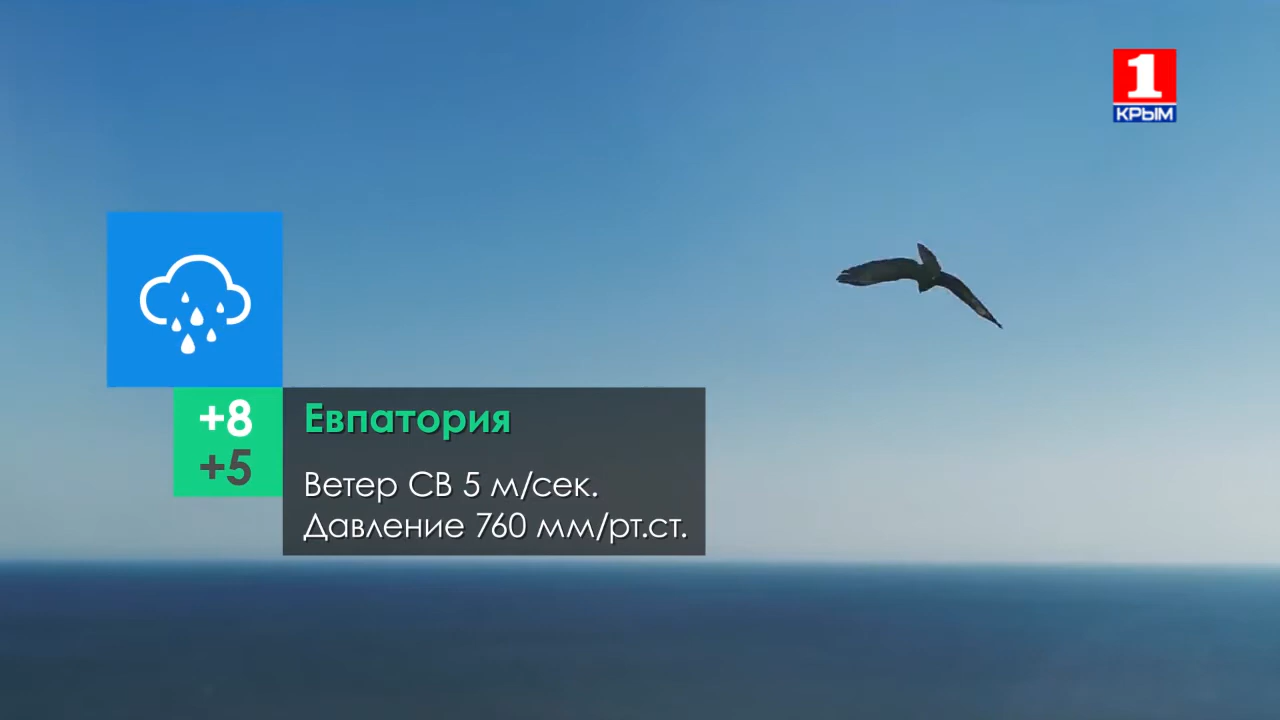 1
КРЫМ
+8
+5
Евпатория
Ветер СВ 5 м/сек.
Давление 760 мм/рт.ст.